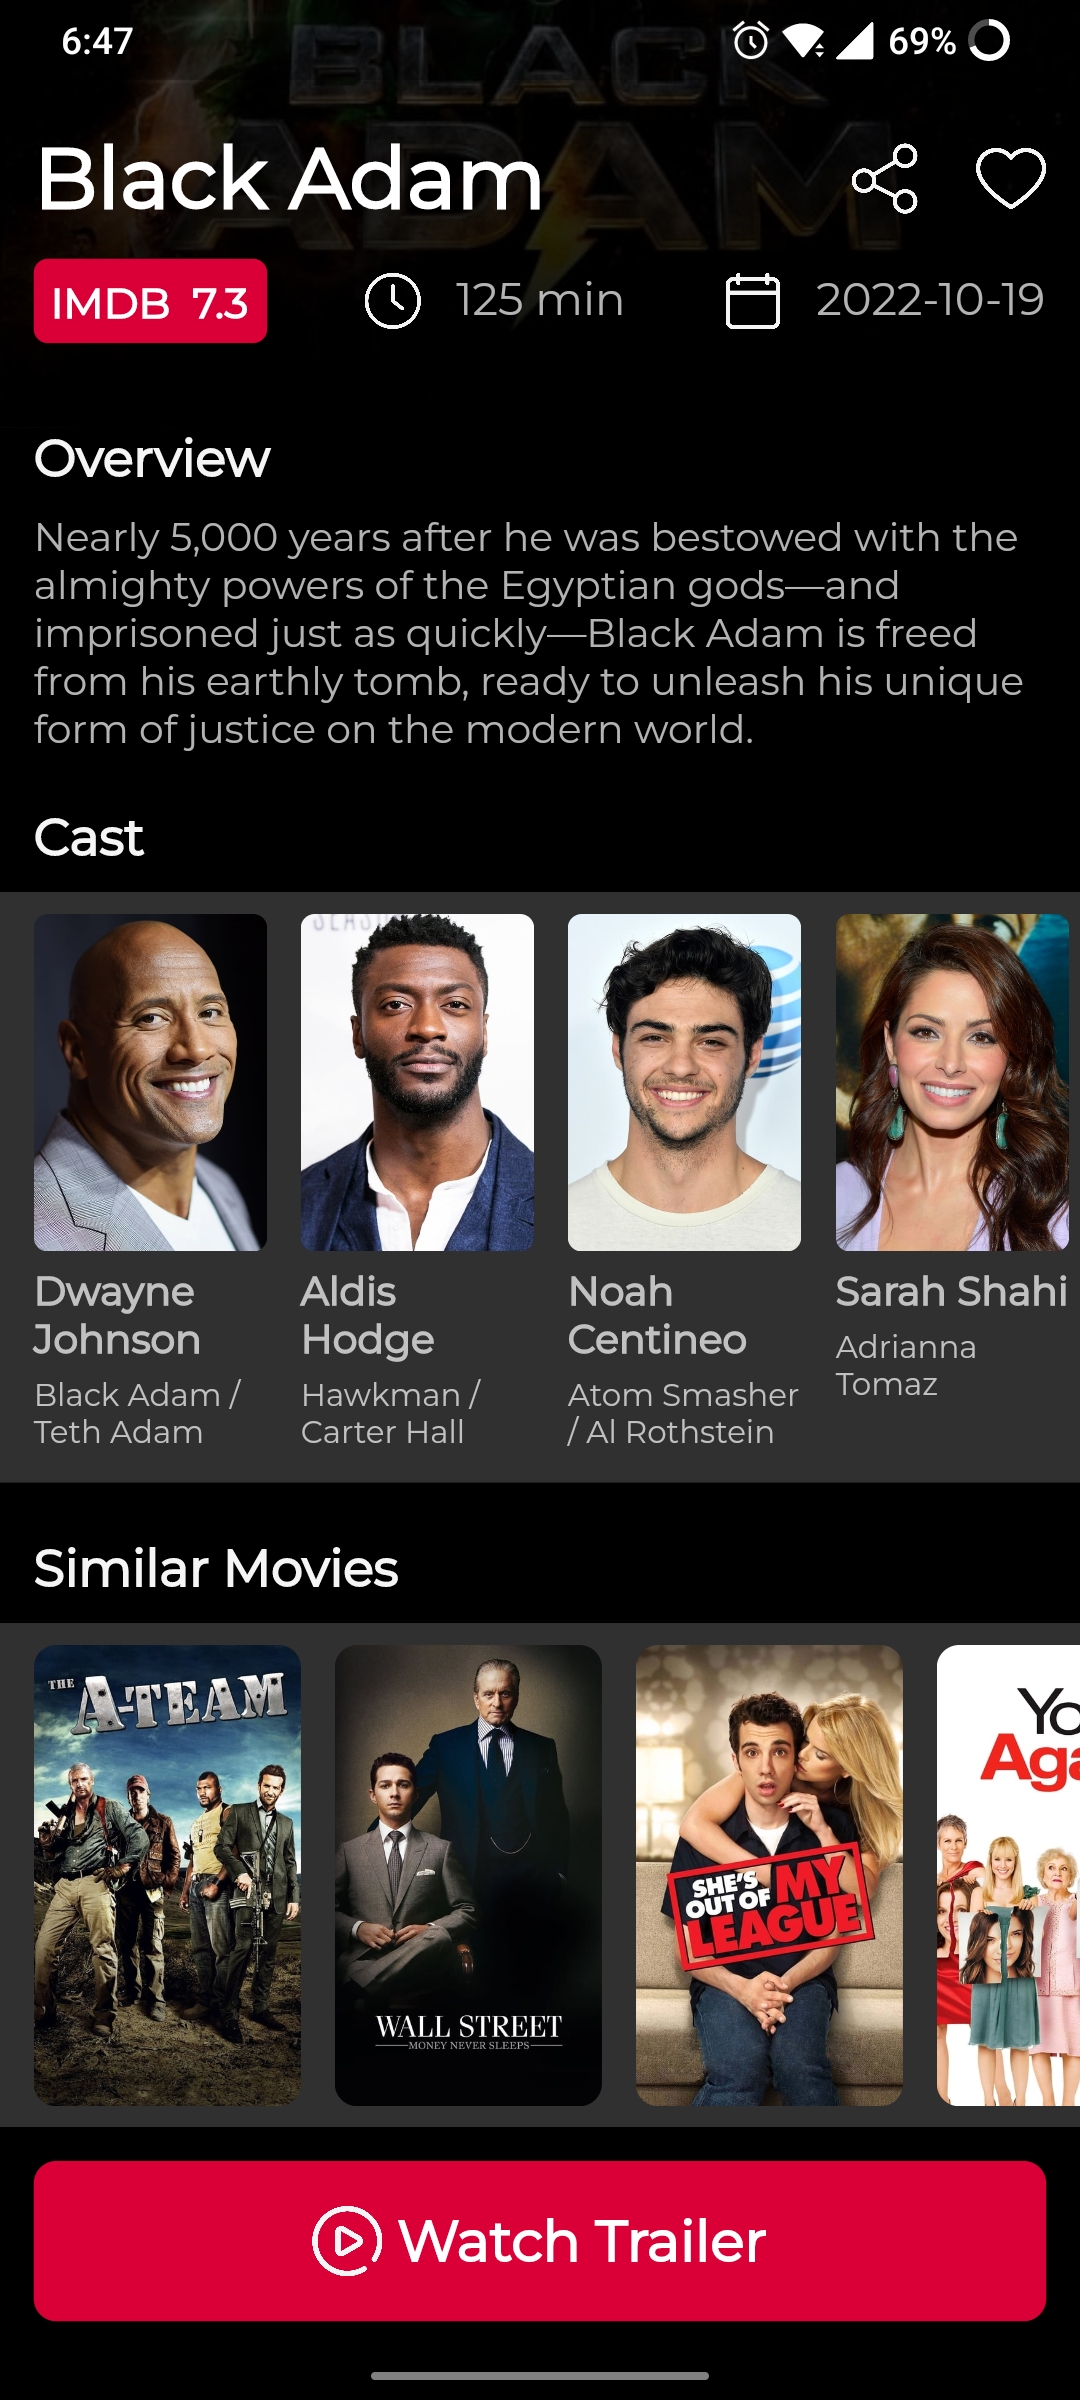 6:47
69%
BLACK
ADAM
Black Adam
IMDB 7.3
125 min
2022-10-19
Overview
Nearly 5,000 years after he was bestowed with the
almighty powers of the Egyptian gods—and
imprisoned just as quickly—Black Adam is freed
from his earthly tomb, ready to unleash his unique
form of justice on the modern world.
Cast
Dwayne
Johnson
Black Adam /
Teth Adam
Aldis
Hodge
Hawkman /
Carter Hall
Noah
Centineo
Atom Smasher
/ Al Rothstein
Sarah Shahi
Adrianna
Tomaz
Similar Movies
THE
A-TEAM
WALL STREET
MONEY NEVER SLEEPS
SHE'S
OUT OF MY
LEAGUE
Yo
Aga
Watch Trailer